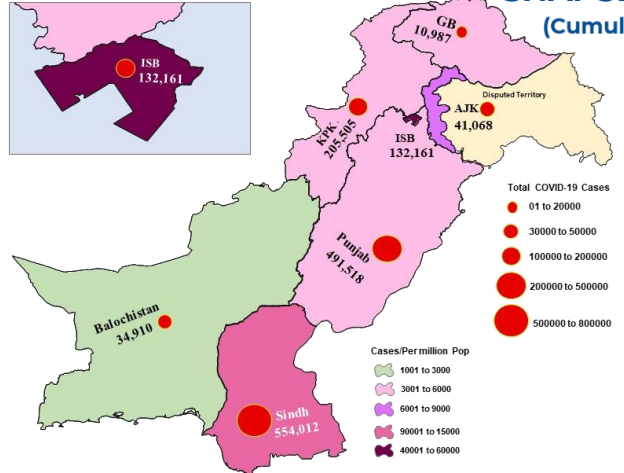 (Cumul
ISB
132,161
GB
10,987
Disputed Territory
AJK
41,068
KPK
205,505
ISB
132,161
Punjab
491,518
Balochistan
34,910
Sindh
554,012
Total COVID-19 Cases
01 to 20000
30000 to 50000
100000 to 200000
200000 to 500000
500000 to 800000
Cases/Per million Pop
1001 to 3000
3001 to 6000
6001 to 9000
90001 to 15000
40001 to 60000